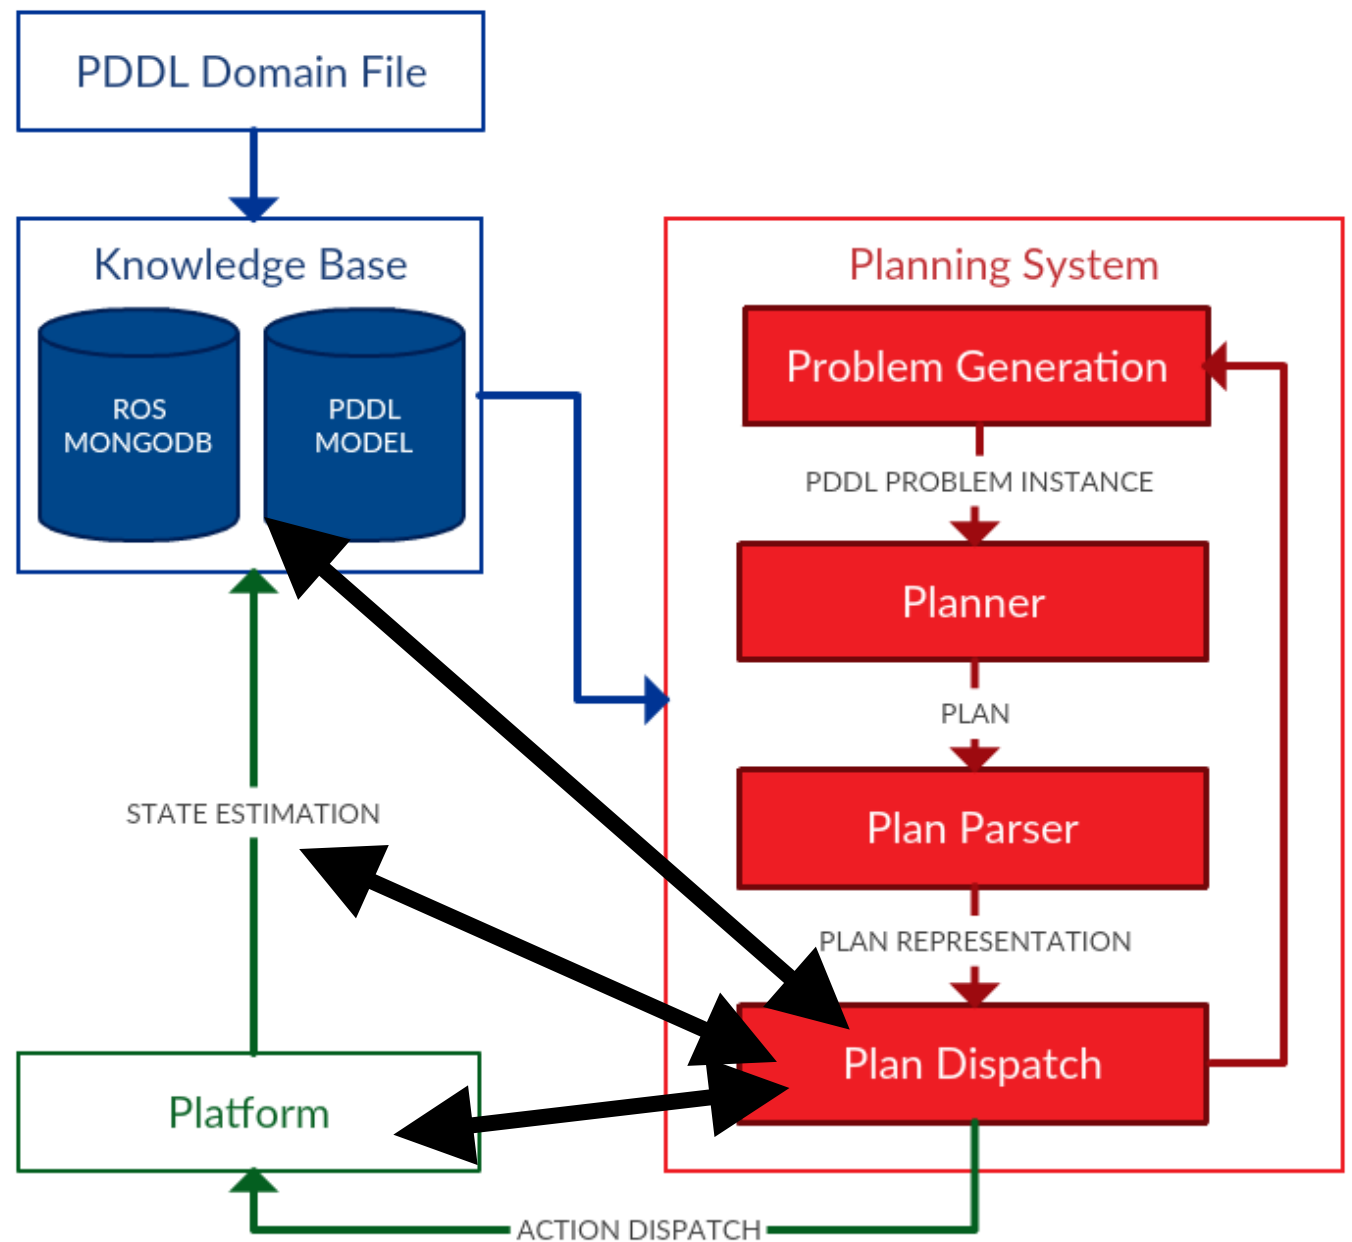 PDDL Domain File
Knowledge Base
ROS
MONGODB
PDDL
MODEL
STATE ESTIMATION
Platform
Planning System
Problem Generation
PDDL PROBLEM INSTANCE
Planner
PLAN
Plan Parser
PLAN REPRESENTATION
Plan Dispatch
ACTION DISPATCH